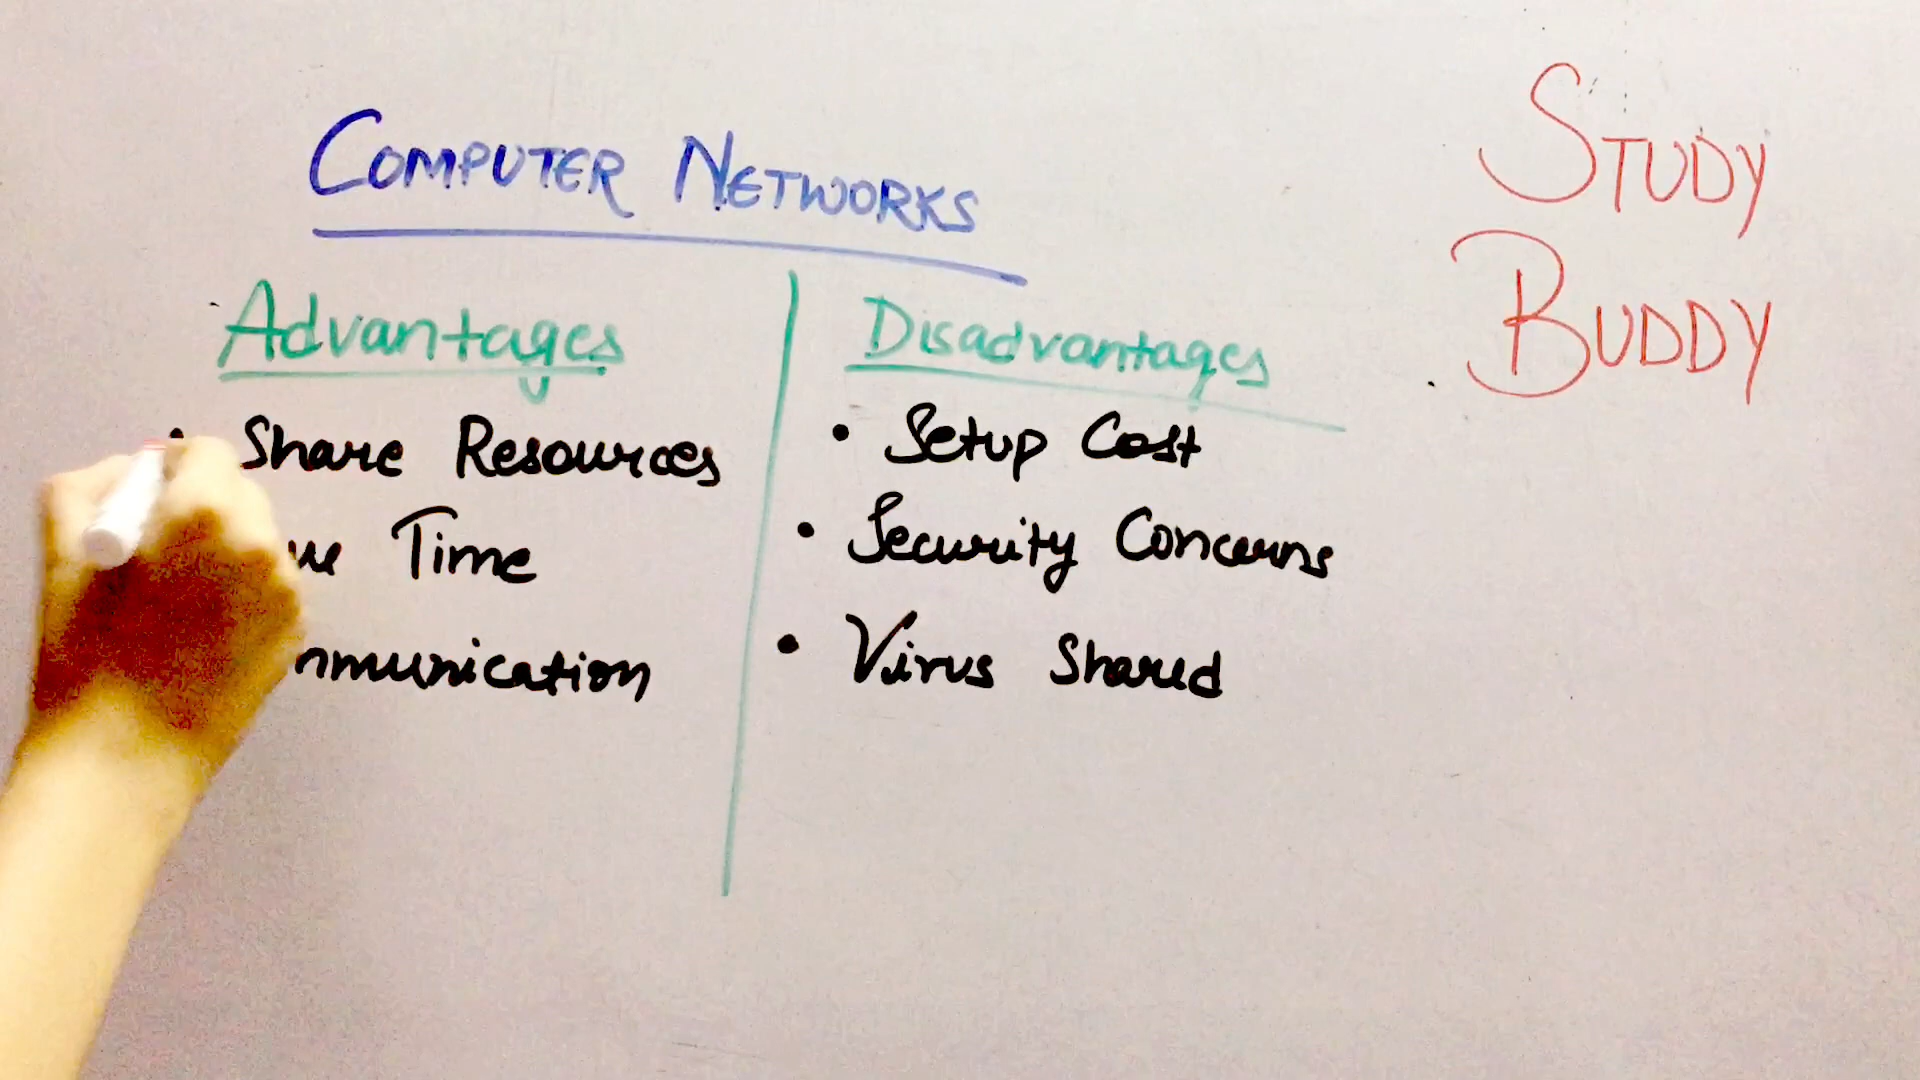 COMPUTER NETWORKS
STUDY
BUDDY
Advantages
• Share Resources
Time
Disadvantages
• Setup Cost
• Security Concerns
• Virus Shared